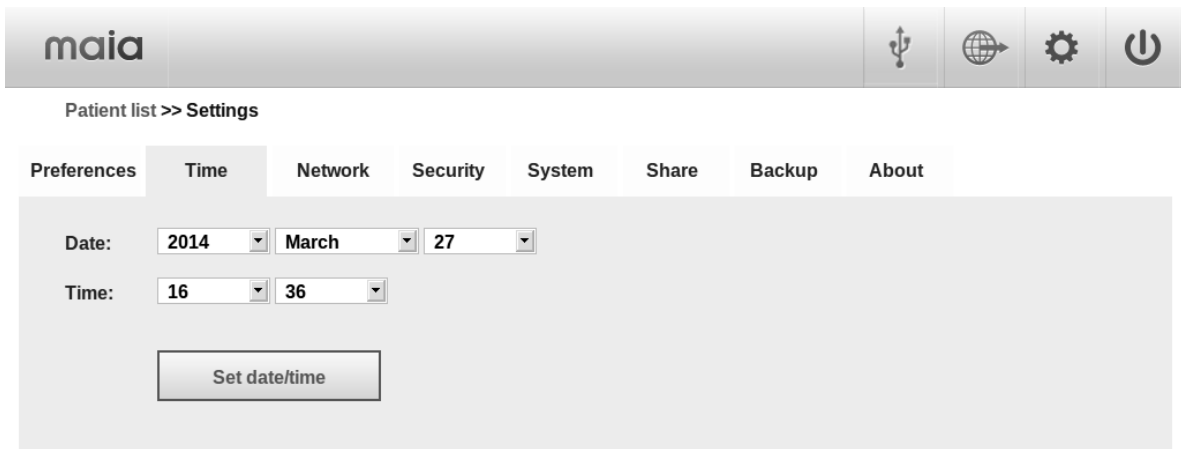 maia
Patient list >> Settings
Preferences Time Network Security System Share Backup About
Date: 2014 March 27
Time: 16 36
Set date/time